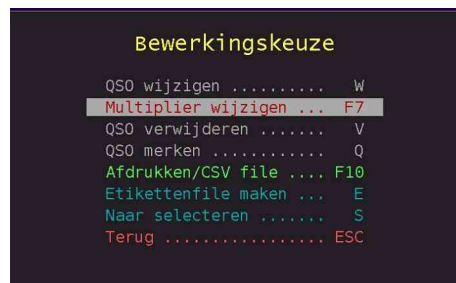 Bewerkingskeuze
QSO wijzigen .......... W
Multiplier wijzigen ... F7
QSO verwijderen ....... V
QSO merken ............ Q
Afdrukken/CSV file .... F10
Etikettenfile maken ... E
Naar selecteren ....... S
Terug ................. ESC